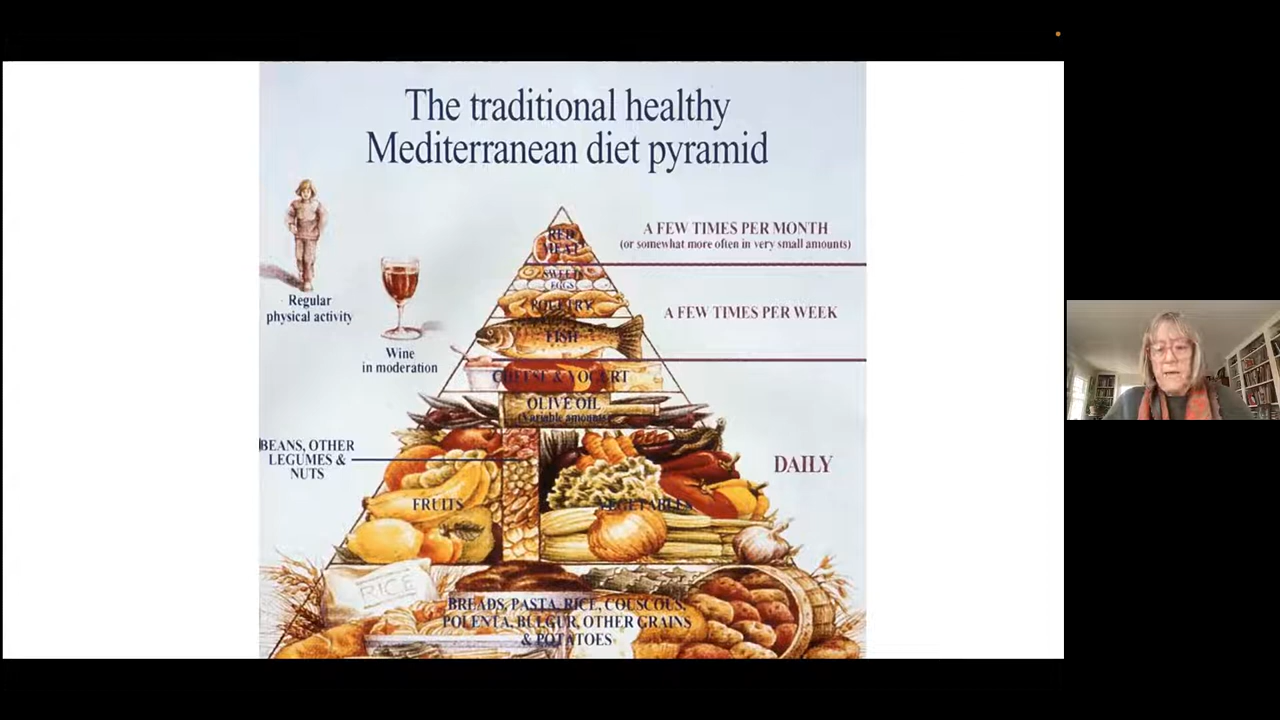 The traditional healthy
Mediterranean diet pyramid
A FEW TIMES PER MONTH
(or somewhat more often in very small amounts)
RED
MEAT
SWEETS
EGGS
POULTRY
A FEW TIMES PER WEEK
FISH
Regular
physical activity
Wine
in moderation
CHEESE & YOGURT
OLIVE OIL
(Variable amounts)
BEANS, OTHER
LEGUMES &
NUTS
DAILY
FRUITS
VEGETABLES
RICE
BREADS, PASTA, RICE, COUSCOUS,
POLENTA, BULGUR, OTHER GRAINS
& POTATOES